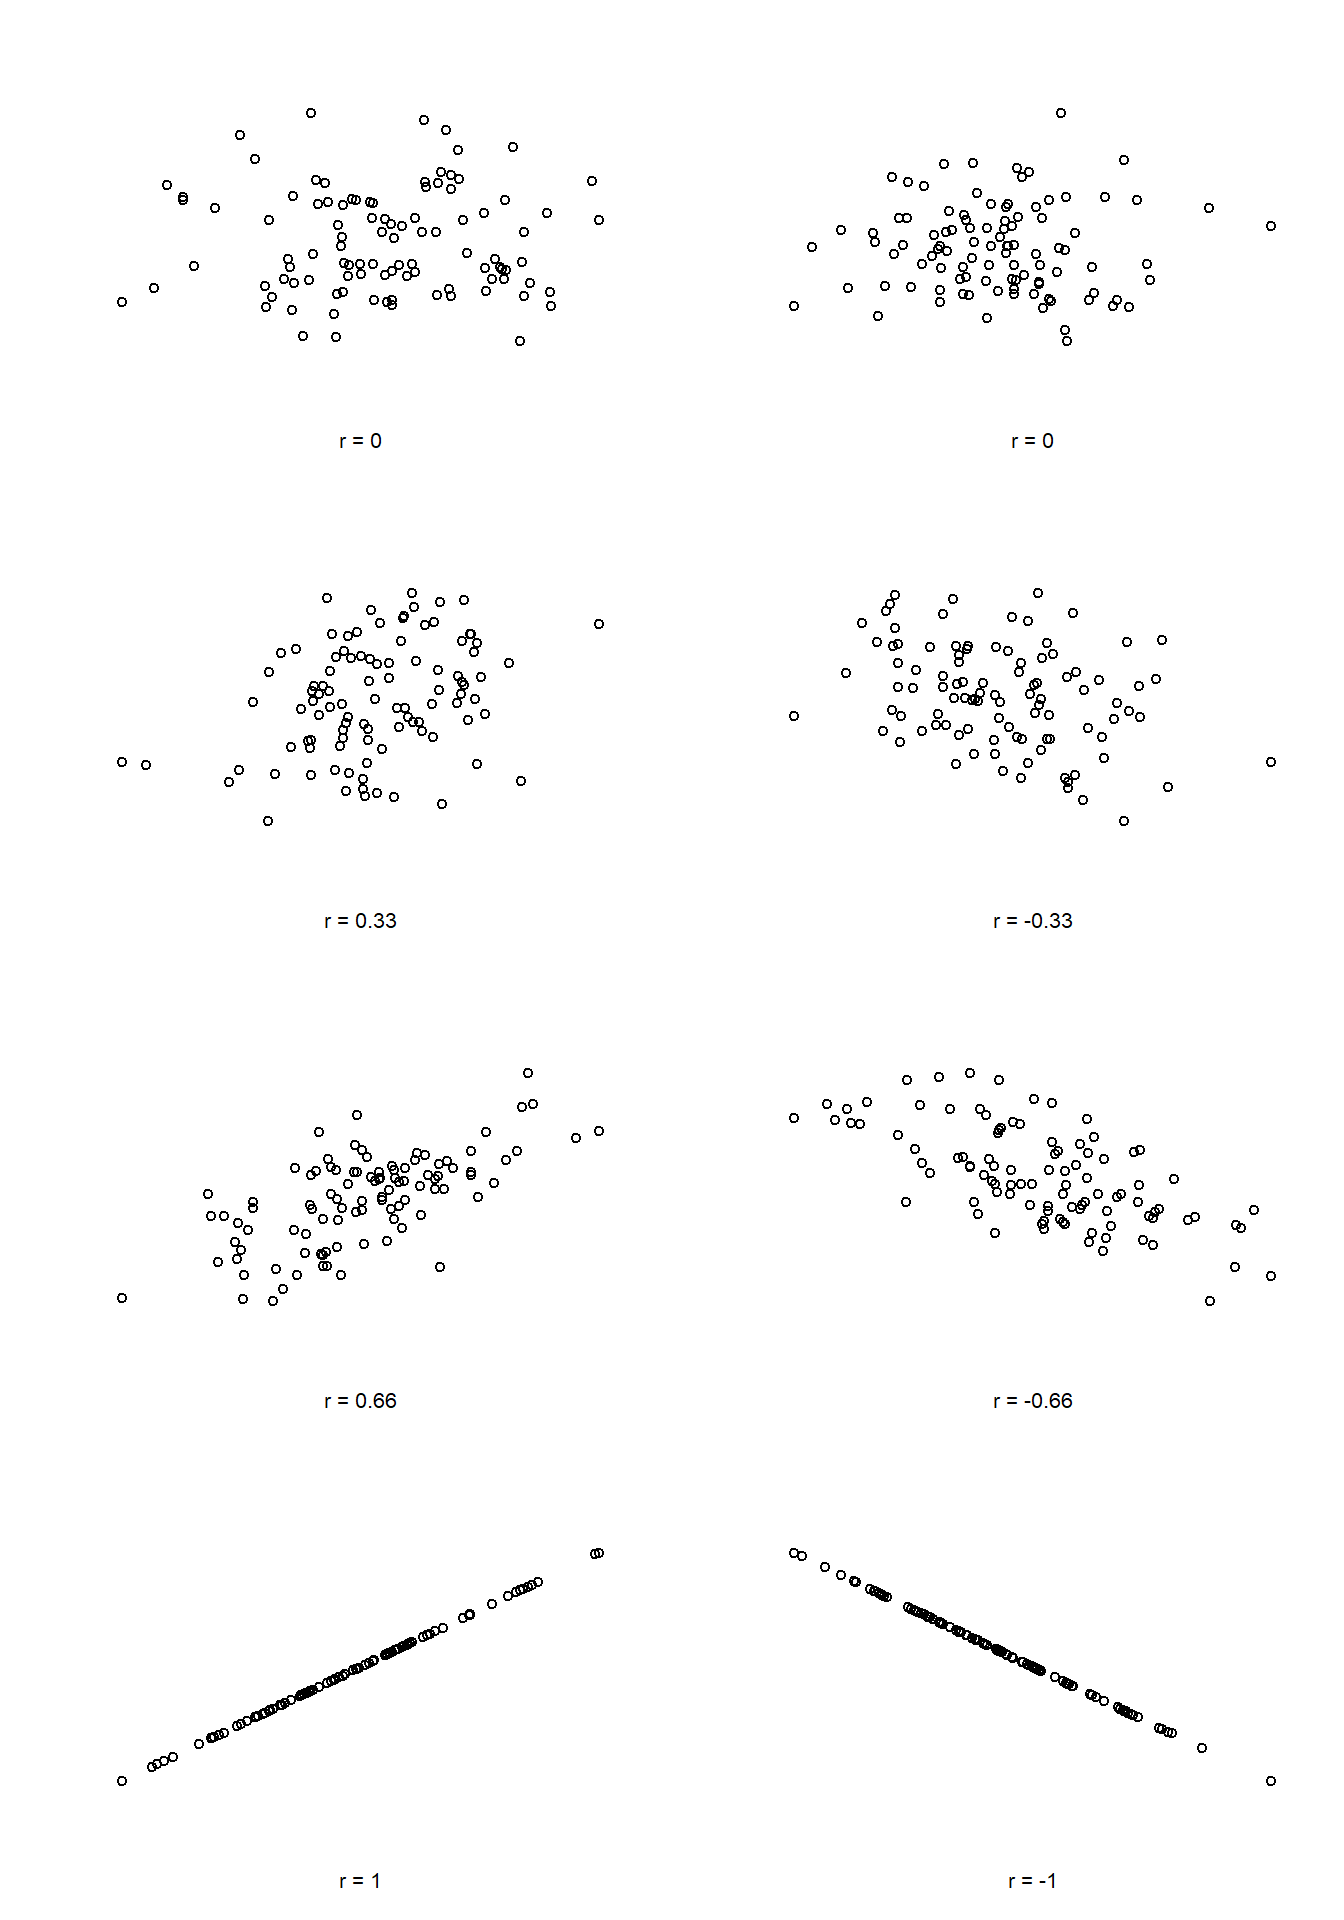 r = 0
r = 0
r = 0.33
r = -0.33
r = 0.66
r = -0.66
r = 1
r = -1